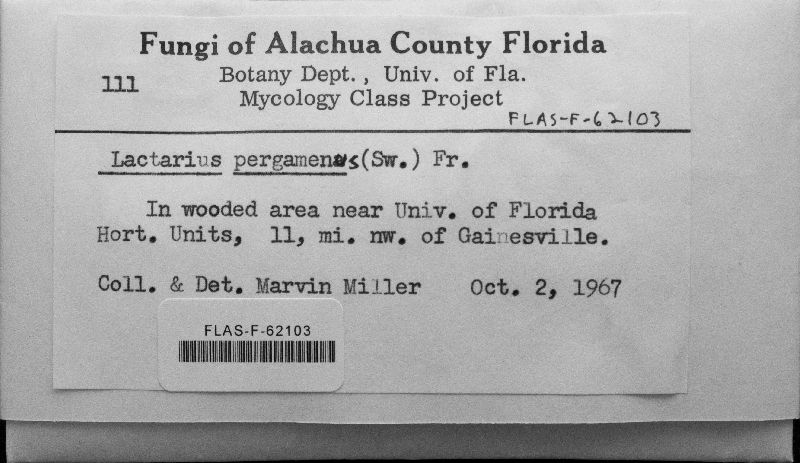 Fungi of Alachua County Florida
111
Botany Dept., Univ. of Fla.
Mycology Class Project
FLAS-F-62103
Lactarius pergamenus (Sw.) Fr.
In wooded area near Univ. of Florida
Hort. Units, 11, mi. nw. of Gainesville.
Coll. & Det. Marvin Miller Oct. 2, 1967
FLAS-F-62103